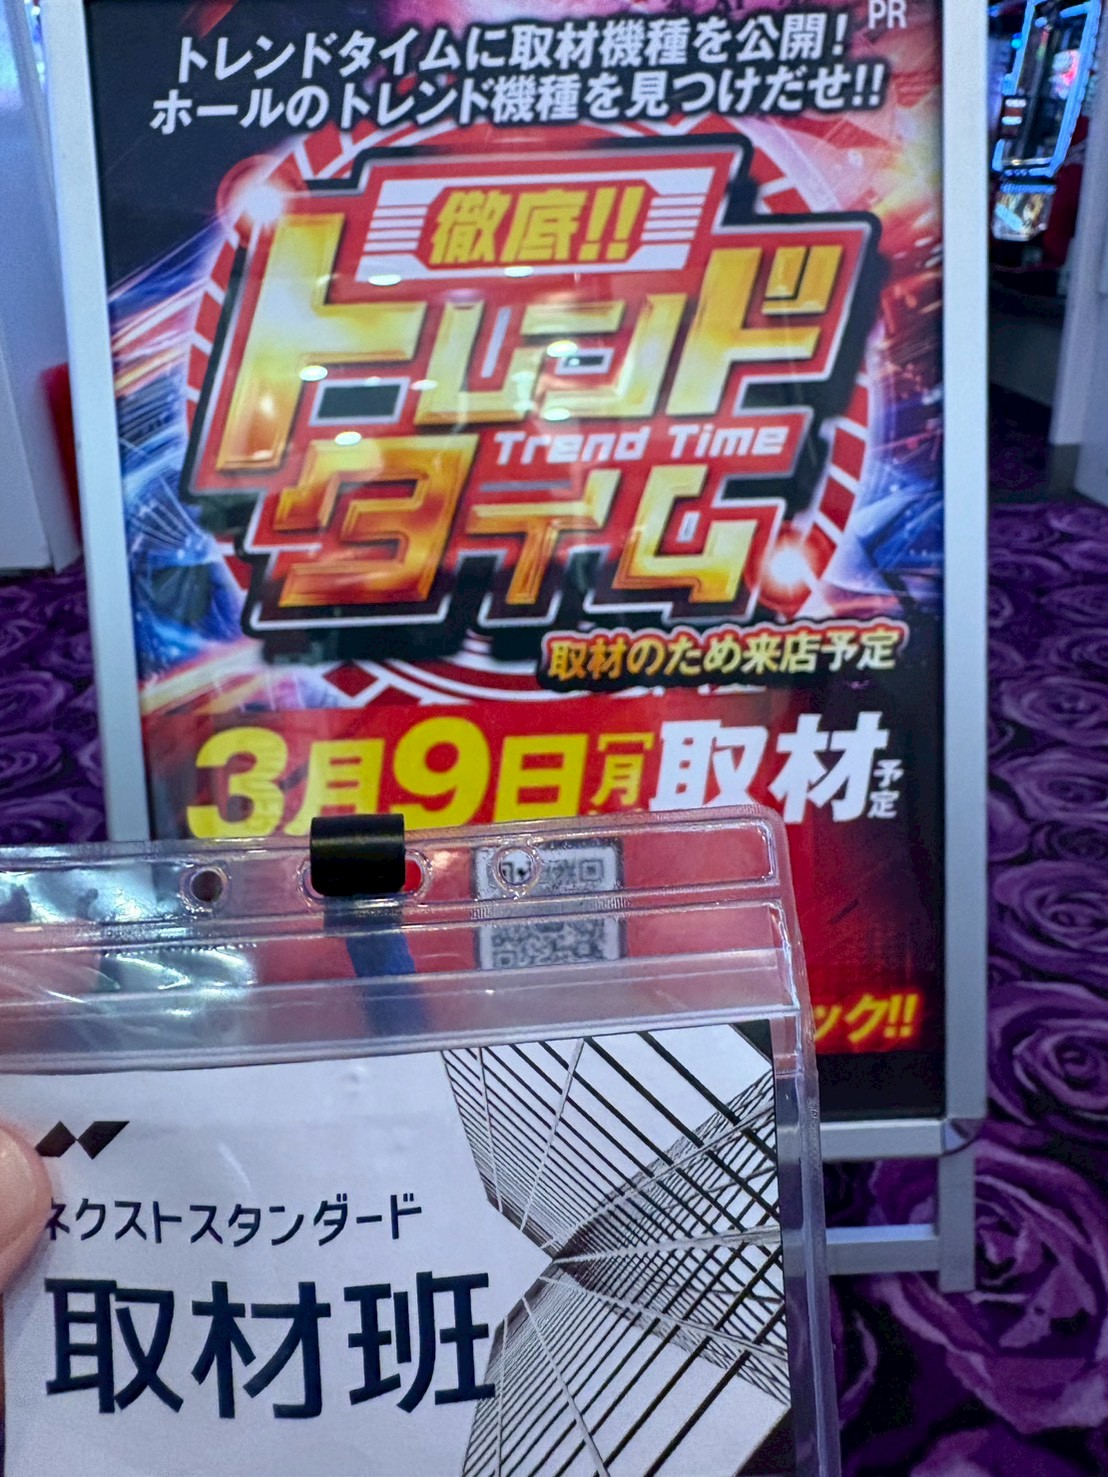 PR
トレンドタイムに取材機種を公開!
ホールのトレンド機種を見つけだせ!!
徹底!!
トレンド
Trend Time
タイム
取材のため来店予定
3月9日(月)取材予定
ック!!
ネクストスタンダード
取材班